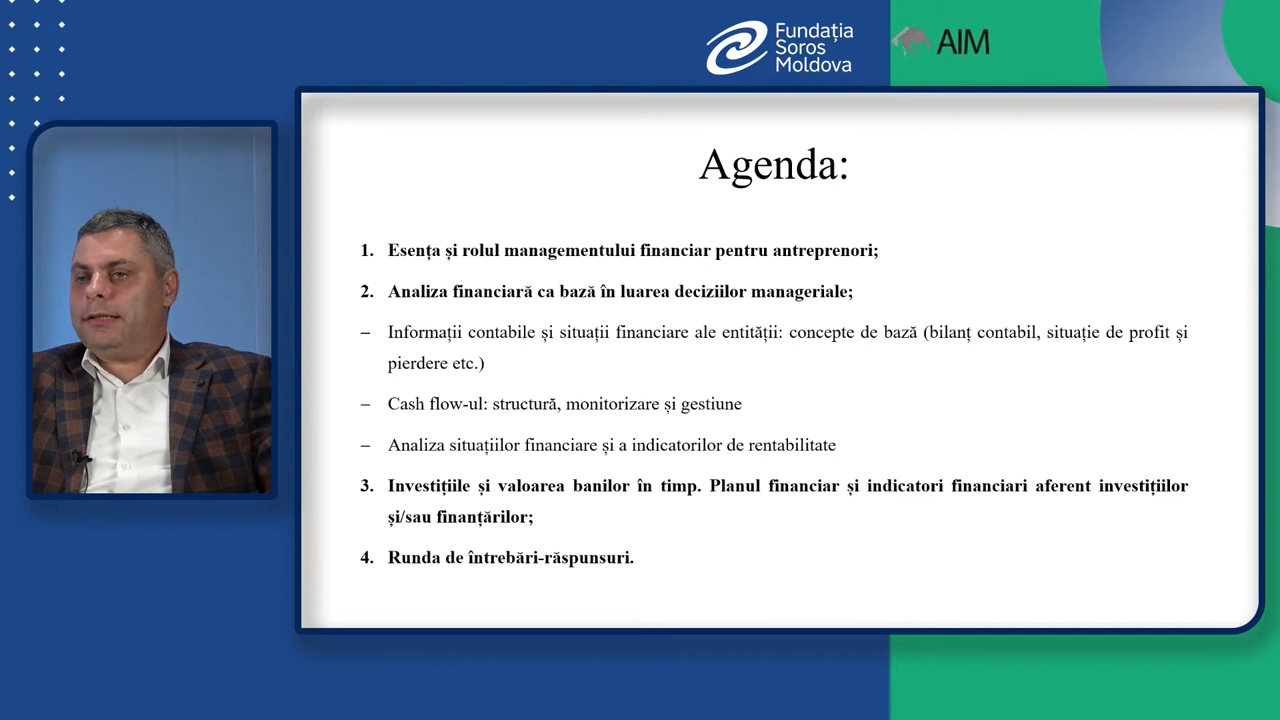 Fundația
Soros
Moldova
AIM
Agenda:
1. Esența și rolul managementului financiar pentru antreprenori;
2. Analiza financiară ca bază în luarea deciziilor manageriale;
– Informații contabile și situații financiare ale entității: concepte de bază (bilanț contabil, situație de profit și
pierdere etc.)
– Cash flow-ul: structură, monitorizare și gestiune
– Analiza situațiilor financiare și a indicatorilor de rentabilitate
3. Investițiile și valoarea banilor în timp. Planul financiar și indicatori financiari aferent investițiilor
și/sau finanțărilor;
4. Runda de întrebări-răspunsuri.